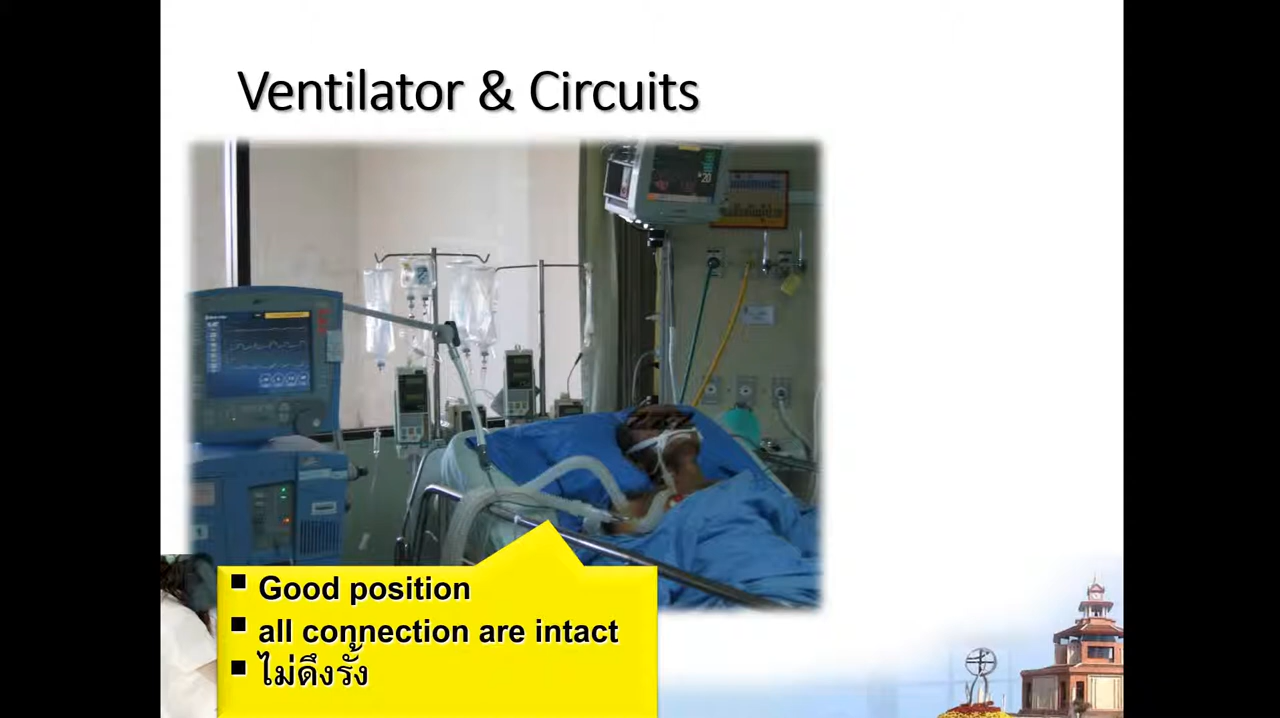 Ventilator & Circuits
Good position
all connection are intact
ไม่ดึงรั้ง